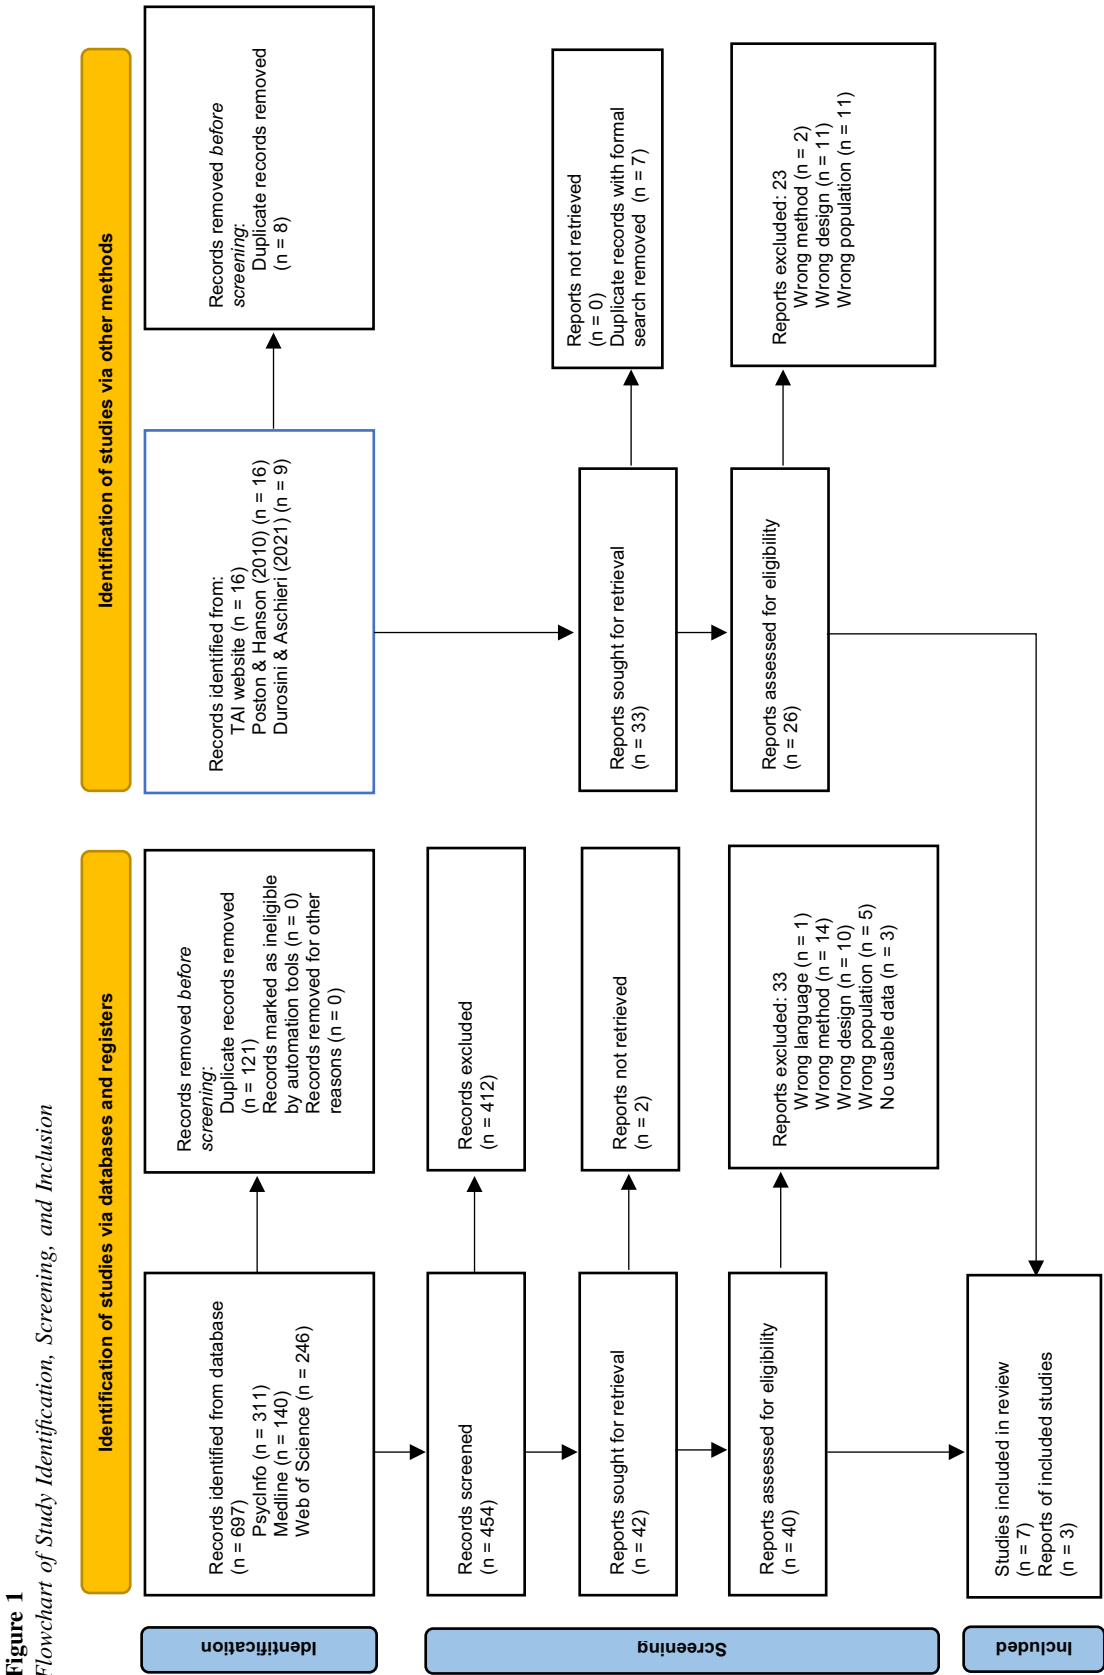 Figure 1
Flowchart of Study Identification, Screening, and Inclusion
Identification of studies via databases and registers
Identification of studies via other methods
Identification
Records identified from database
(n = 697)
PsycInfo (n = 311)
Medline (n = 140)
Web of Science (n = 246)
Records removed before
screening:
Duplicate records removed
(n = 121)
Records marked as ineligible
by automation tools (n = 0)
Records removed for other
reasons (n = 0)
Records identified from:
TAI website (n = 16)
Poston & Hanson (2010) (n = 16)
Durosini & Aschieri (2021) (n = 9)
Records removed before
screening:
Duplicate records removed
(n = 8)
Screening
Records screened
(n = 454)
Records excluded
(n = 412)
Reports sought for retrieval
(n = 42)
Reports not retrieved
(n = 2)
Reports sought for retrieval
(n = 33)
Reports not retrieved
(n = 0)
Duplicate records with formal
search removed (n = 7)
Reports assessed for eligibility
(n = 40)
Reports excluded: 33
Wrong language (n = 1)
Wrong method (n = 14)
Wrong design (n = 10)
Wrong population (n = 5)
No usable data (n = 3)
Reports assessed for eligibility
(n = 26)
Reports excluded: 23
Wrong method (n = 2)
Wrong design (n = 11)
Wrong population (n = 11)
Included
Studies included in review
(n = 7)
Reports of included studies
(n = 3)